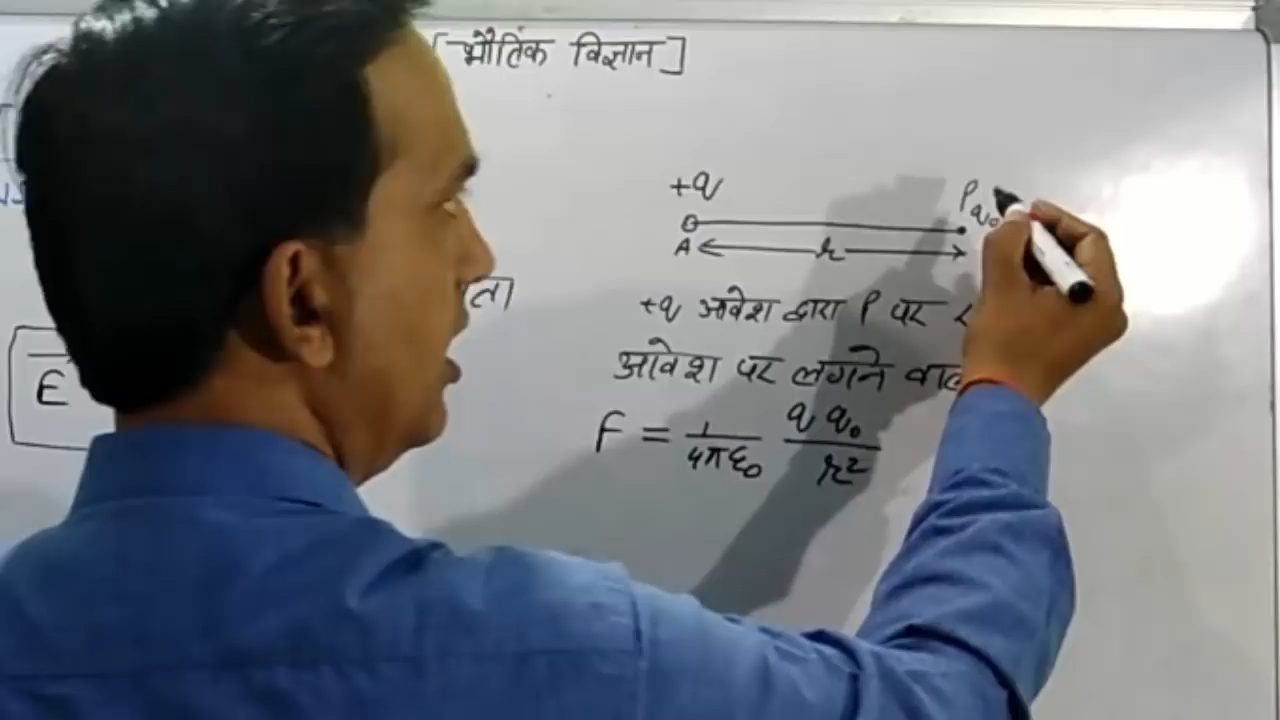 [भौतिक विज्ञान]
+q
P q₀
A r
+q आवेश द्वारा P पर
आवेश पर लगने
F = 1/4πε₀ q q₀/r²
E